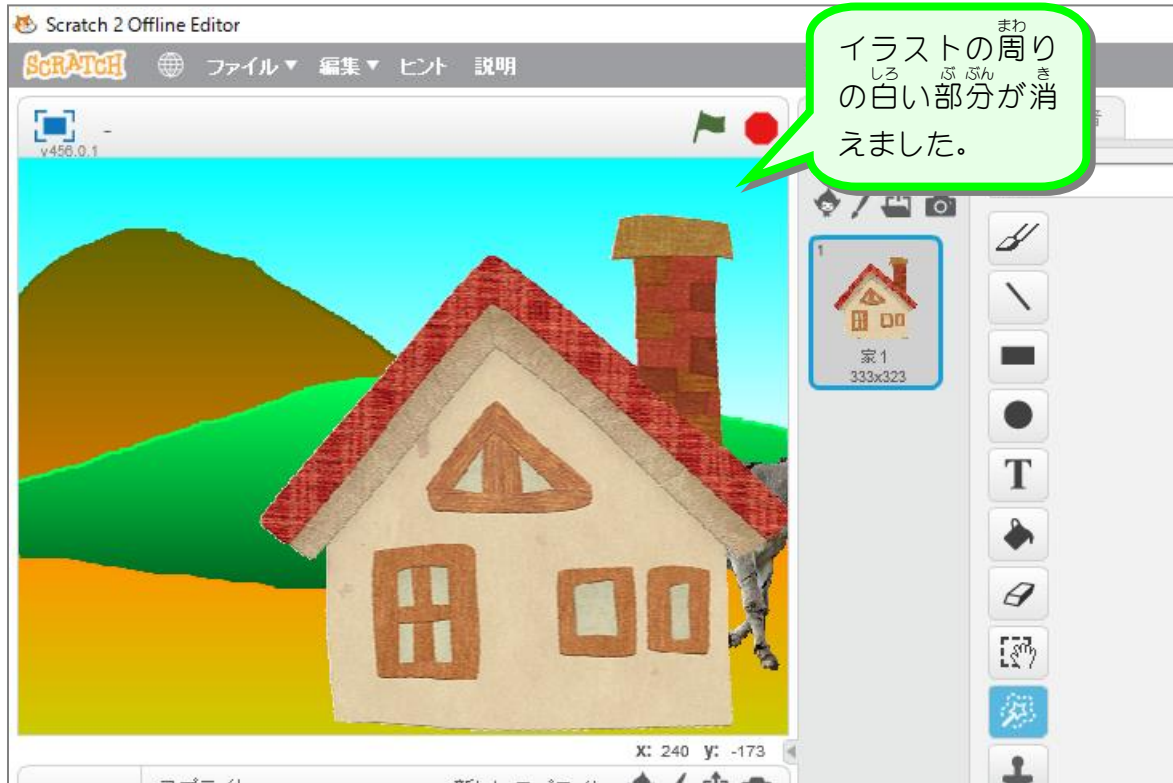 Scratch 2 Offline Editor
SCRATCH ファイル▼ 編集▼ ヒント 説明
イラストの周り
の白い部分が消
えました。
まわ
しろ ぶ ぶん き
音
-
v456.0.1
1
家1
333x323
T
X: 240 y: -173